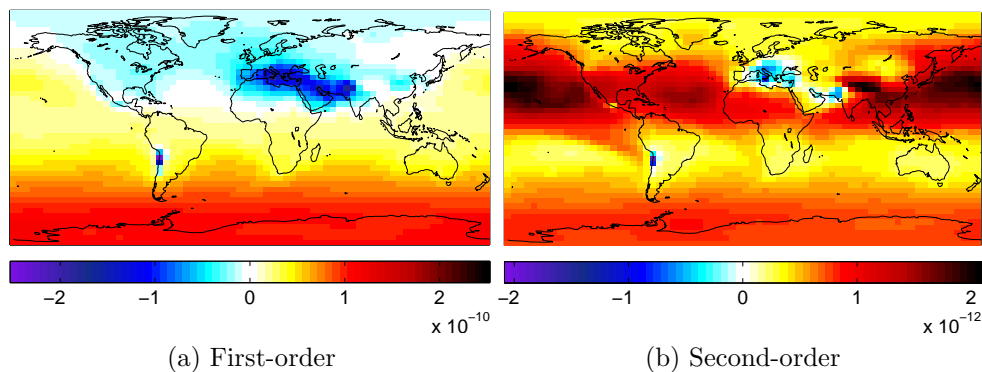 −2 −1 0 1 2
x 10⁻¹⁰
(a) First-order
−2 −1 0 1 2
x 10⁻¹²
(b) Second-order